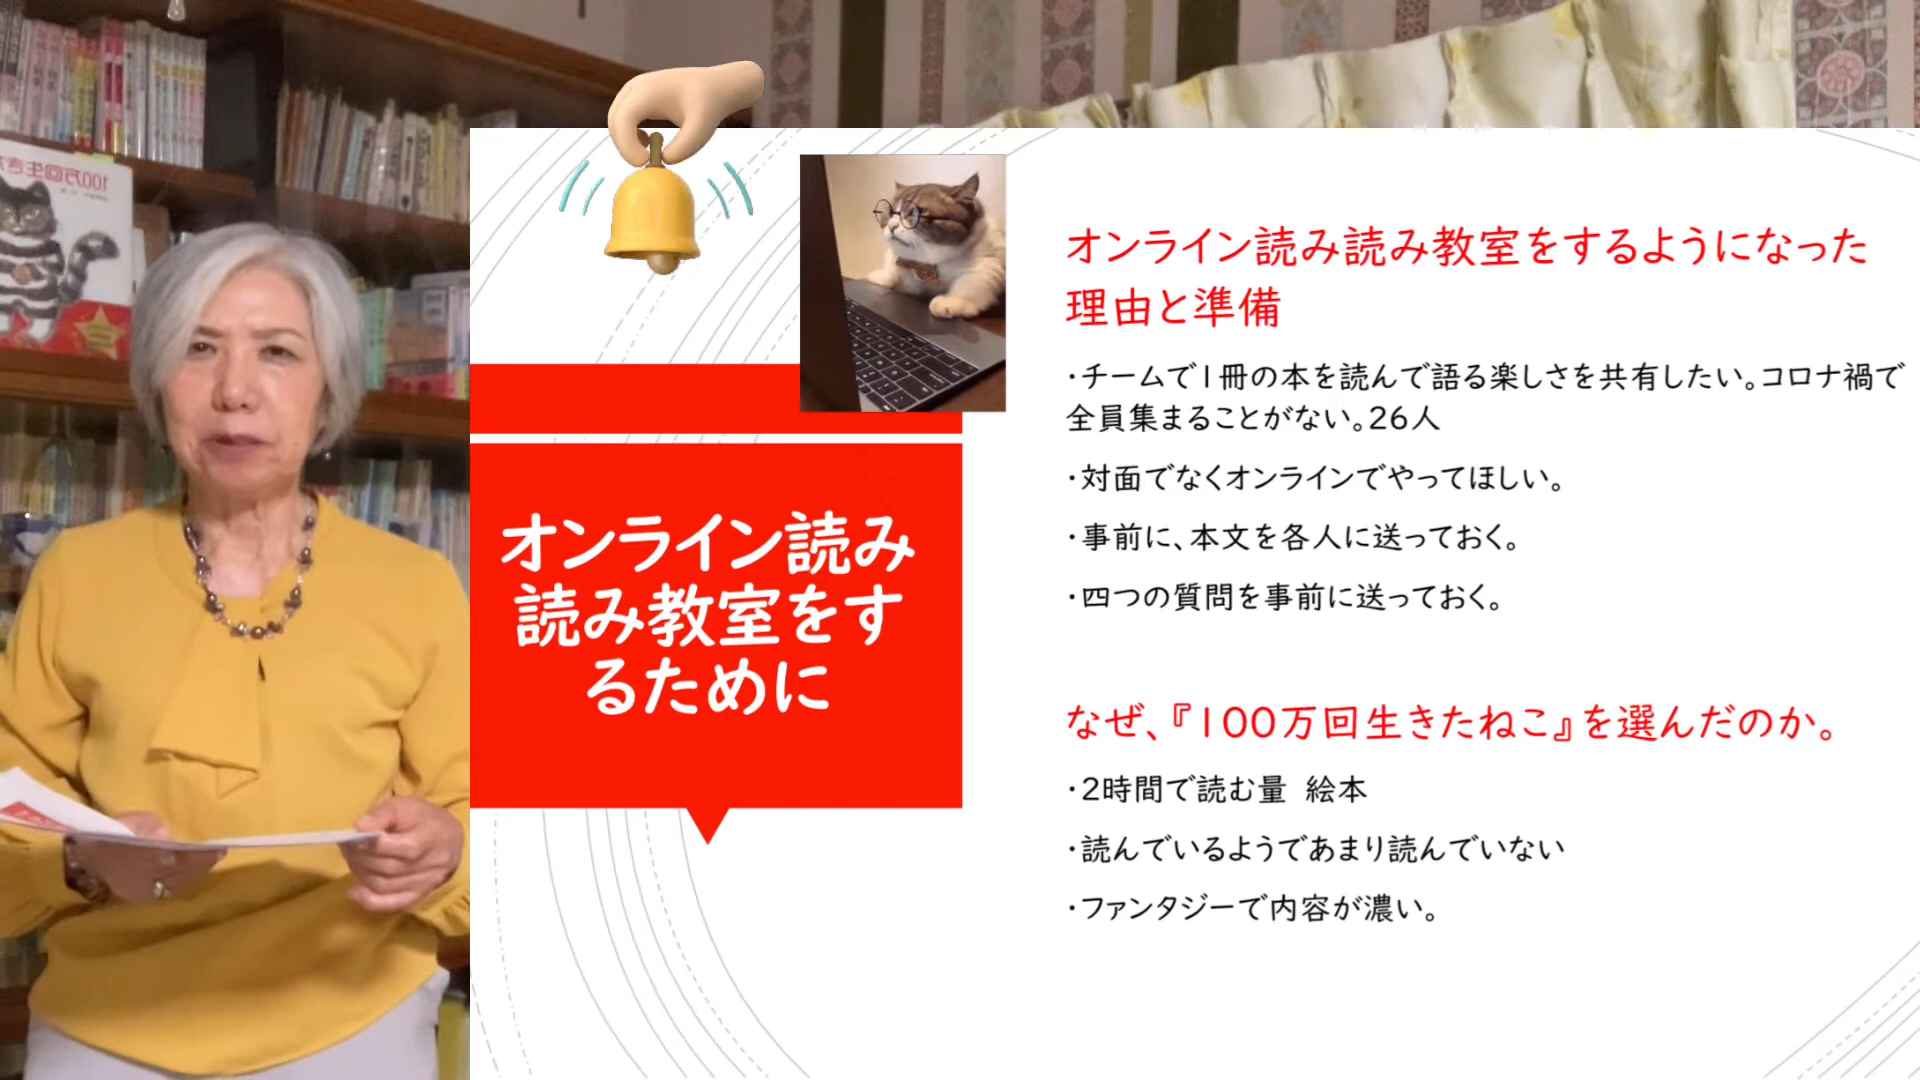 100万回生き
オンライン読み
読み教室をす
るために
オンライン読み読み教室をするようになった
理由と準備
・チームで1冊の本を読んで語る楽しさを共有したい。コロナ禍で
全員集まることがない。26人
・対面でなくオンラインでやってほしい。
・事前に、本文を各人に送っておく。
・四つの質問を事前に送っておく。
なぜ、『100万回生きたねこ』を選んだのか。
・2時間で読む量 絵本
・読んでいるようであまり読んでいない
・ファンタジーで内容が濃い。